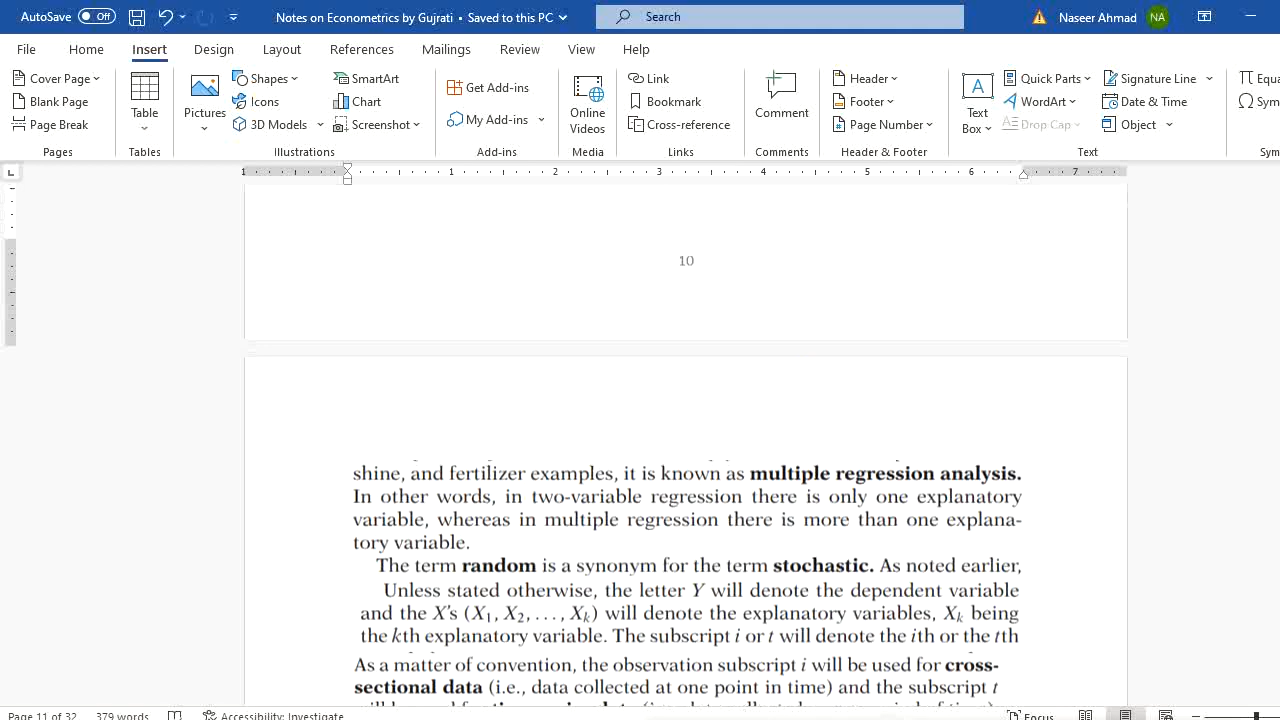 AutoSave Off Notes on Econometrics by Gujrati • Saved to this PC Search Naseer Ahmad NA
File Home Insert Design Layout References Mailings Review View Help
Cover Page
Blank Page
Page Break
Pages
Table
Tables
Pictures
Shapes
Icons
3D Models
SmartArt
Chart
Screenshot
Illustrations
Get Add-ins
My Add-ins
Add-ins
Online
Videos
Media
Link
Bookmark
Cross-reference
Links
Comment
Comments
Header
Footer
Page Number
Header & Footer
Text
Box
Quick Parts
WordArt
Drop Cap
Signature Line
Date & Time
Object
Text
1 1 2 3 4 5 6 7
10
shine, and fertilizer examples, it is known as multiple regression analysis.
In other words, in two-variable regression there is only one explanatory
variable, whereas in multiple regression there is more than one explana-
tory variable.
The term random is a synonym for the term stochastic. As noted earlier,
Unless stated otherwise, the letter Y will denote the dependent variable
and the X's (X1, X2, . . . , Xk) will denote the explanatory variables, Xk being
the kth explanatory variable. The subscript i or t will denote the ith or the tth
As a matter of convention, the observation subscript i will be used for cross-
sectional data (i.e., data collected at one point in time) and the subscript t
Page 11 of 32 379 words Accessibility: Investigate Focus